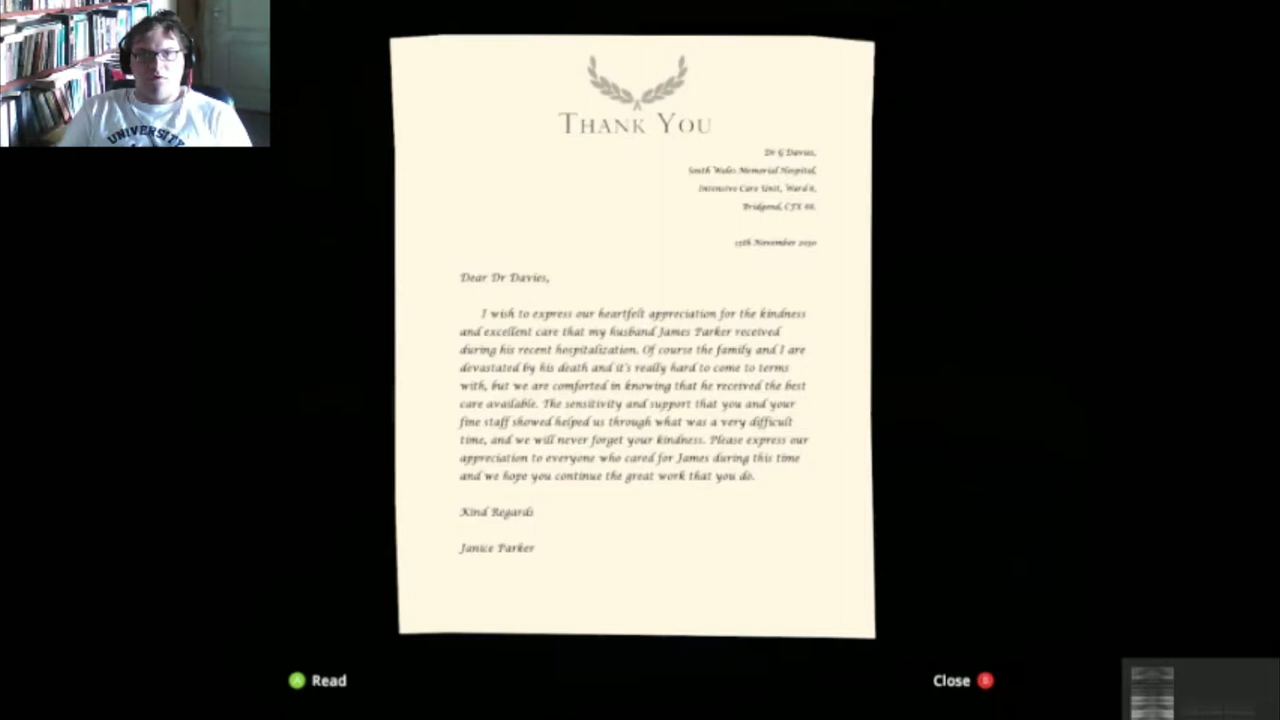 UNIVERSITY
THANK YOU
Dr G Davies,
South Wales Memorial Hospital,
Intensive Care Unit, Ward 8,
Bridgend,
15th November
Dear Dr Davies,
I wish to express our heartfelt appreciation for the kindness
and excellent care that my husband James Parker received
during his recent hospitalization. Of course the family and I are
devastated by his death and it's really hard to come to terms
with, but we are comforted in knowing that he received the best
care available. The sensitivity and support that you and your
fine staff showed helped us through what was a very difficult
time, and we will never forget your kindness. Please express our
appreciation to everyone who cared for James during this time
and we hope you continue the great work that you do.
Kind Regards
Janice Parker
A Read
Close B